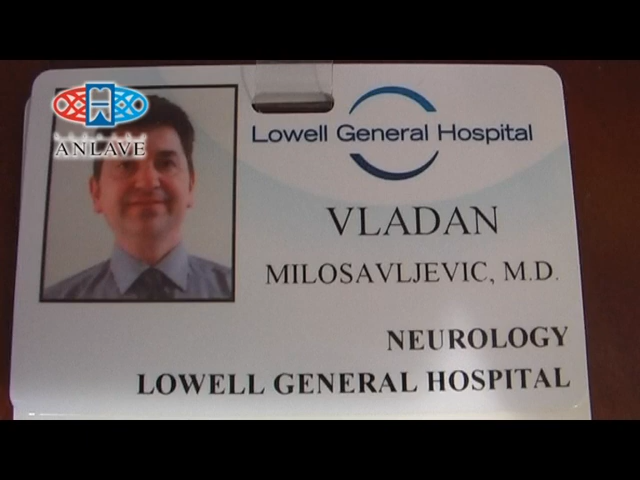 ANLAVE
Lowell General Hospital
VLADAN
MILOSAVLJEVIC, M.D.
NEUROLOGY
LOWELL GENERAL HOSPITAL